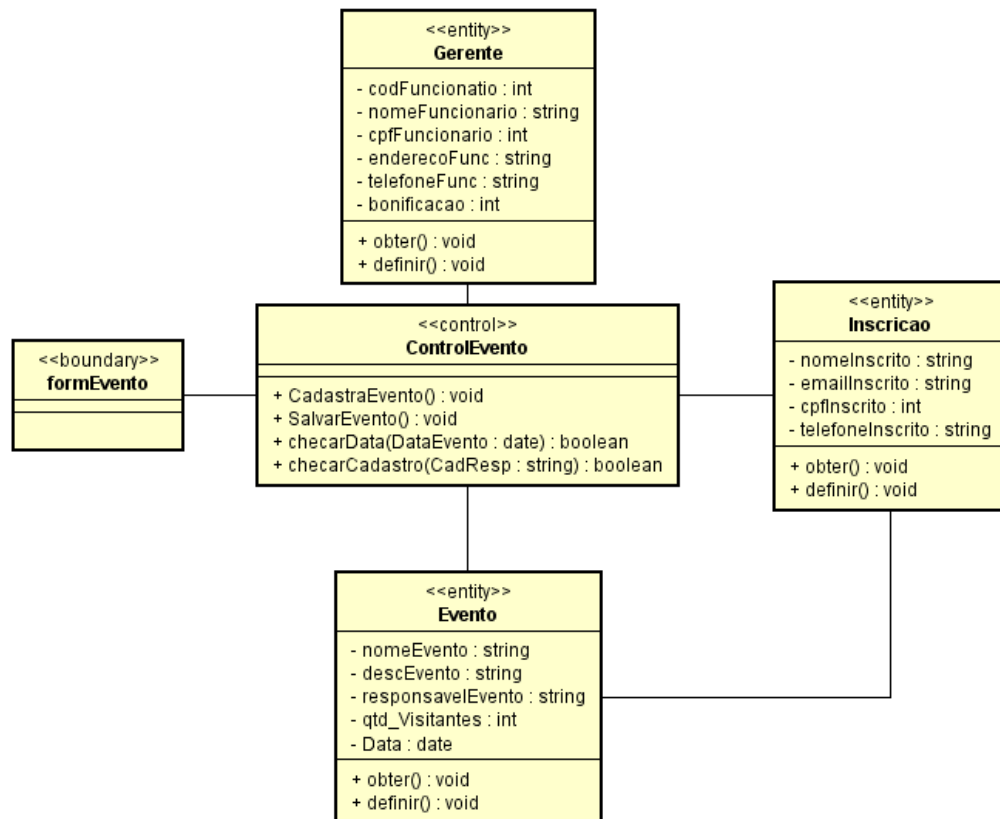 <<entity>>
Gerente
- codFuncionatio : int
- nomeFuncionario : string
- cpfFuncionario : int
- enderecoFunc : string
- telefoneFunc : string
- bonificacao : int
+ obter() : void
+ definir() : void
<<boundary>>
formEvento
<<control>>
ControlEvento
+ CadastraEvento() : void
+ SalvarEvento() : void
+ checarData(DataEvento : date) : boolean
+ checarCadastro(CadResp : string) : boolean
<<entity>>
Inscricao
- nomeInscrito : string
- emailInscrito : string
- cpfInscrito : int
- telefoneInscrito : string
+ obter() : void
+ definir() : void
<<entity>>
Evento
- nomeEvento : string
- descEvento : string
- responsavelEvento : string
- qtd_Visitantes : int
- Data : date
+ obter() : void
+ definir() : void